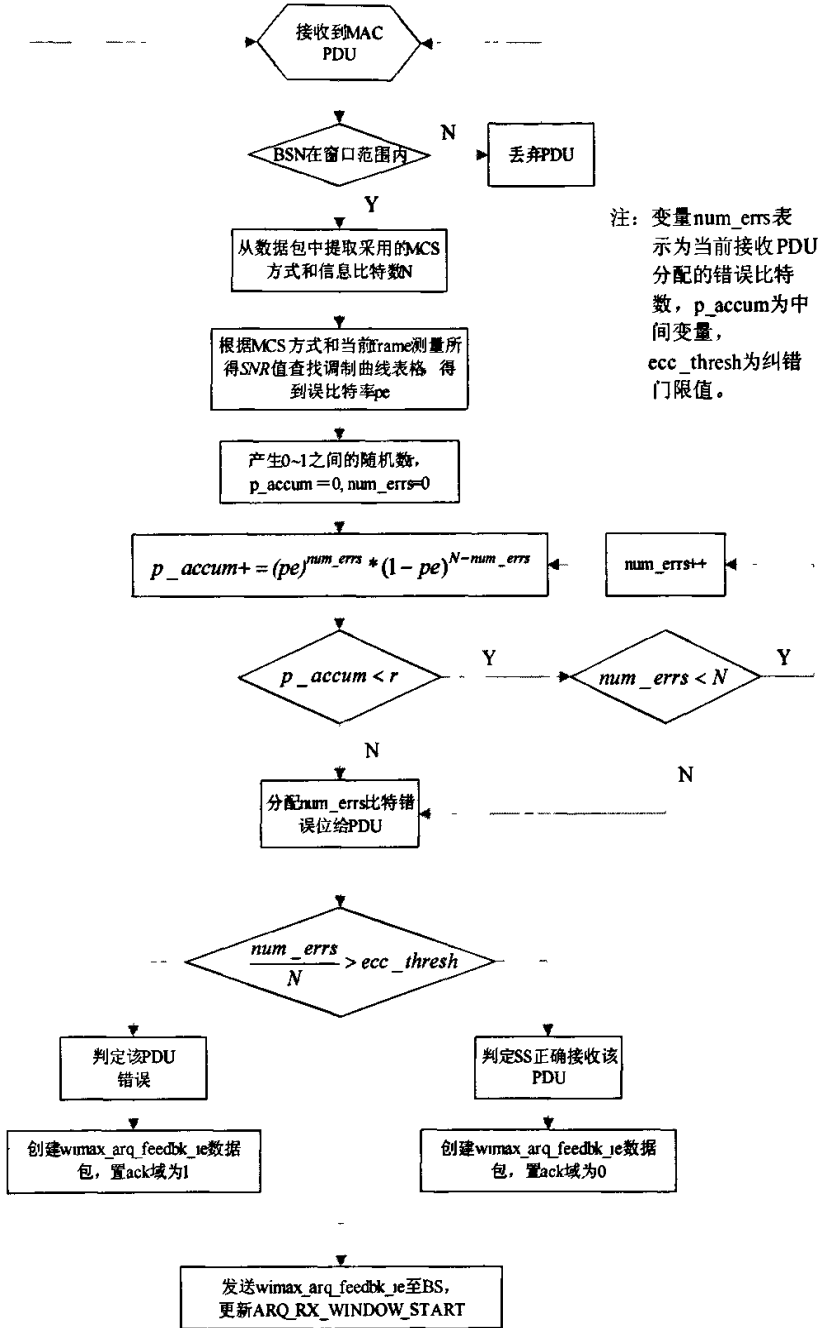 接收到MAC
PDU
BSN在窗口范围内
N
丢弃PDU
Y
从数据包中提取采用的MCS
方式和信息比特数N
注：变量num_errs表
示为当前接收PDU
分配的错误比特
数，p_accum为中
间变量，
ecc_thresh为纠错
门限值。
根据MCS方式和当前frame测量所
得SNR值查找调制曲线表格，得
到误比特率pe
产生0~1之间的随机数r,
p_accum＝0, num_errs=0
p_accum+=(pe)^{num_errs}*(1-pe)^{N-num_errs}
num_errs++
p_accum<r
Y
num_errs<N
Y
N
N
分配num_errs比特错
误位给PDU
num_errs/N > ecc_thresh
判定该PDU
错误
判定SS正确接收该
PDU
创建wimax_arq_feedbk_ie数据
包，置ack域为1
创建wimax_arq_feedbk_ie数据
包，置ack域为0
发送wimax_arq_feedbk_ie至BS，
更新ARQ_RX_WINDOW_START